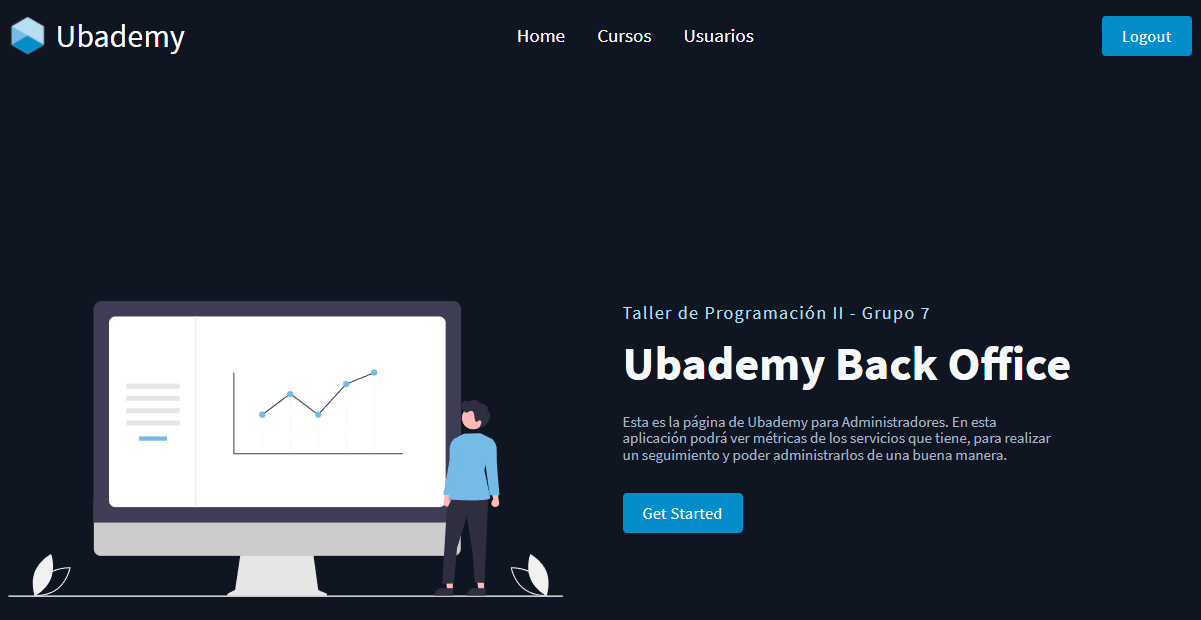 Ubademy
Home
Cursos
Usuarios
Logout
Taller de Programación II - Grupo 7
Ubademy Back Office
Esta es la página de Ubademy para Administradores. En esta
aplicación podrá ver métricas de los servicios que tiene, para realizar
un seguimiento y poder administrarlos de una buena manera.
Get Started